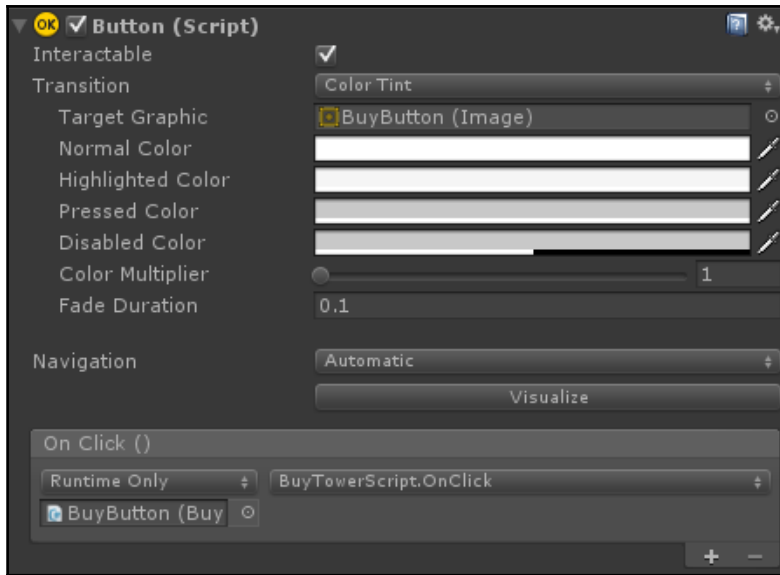 OK Button (Script)
Interactable
Transition Color Tint
Target Graphic BuyButton (Image)
Normal Color
Highlighted Color
Pressed Color
Disabled Color
Color Multiplier 1
Fade Duration 0.1
Navigation Automatic
Visualize
On Click ()
Runtime Only BuyTowerScript.OnClick
BuyButton (Buy
+ −